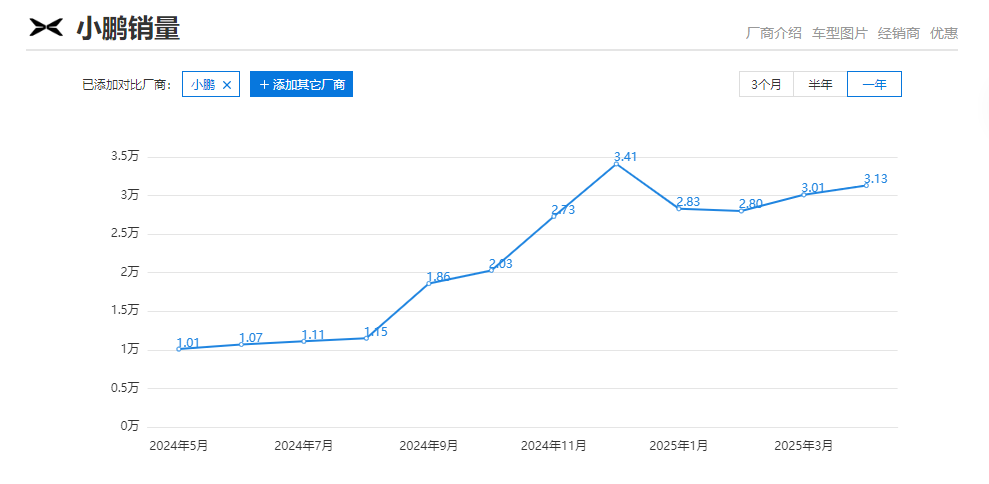 小鹏销量
厂商介绍 车型图片 经销商 优惠
已添加对比厂商： 小鹏 × + 添加其它厂商 3个月 半年 一年
3.5万
3万
2.5万
2万
1.5万
1万
0.5万
0万
1.01 1.07 1.11 1.15 1.86 2.03 2.73 3.41 2.83 2.80 3.01 3.13
2024年5月 2024年7月 2024年9月 2024年11月 2025年1月 2025年3月